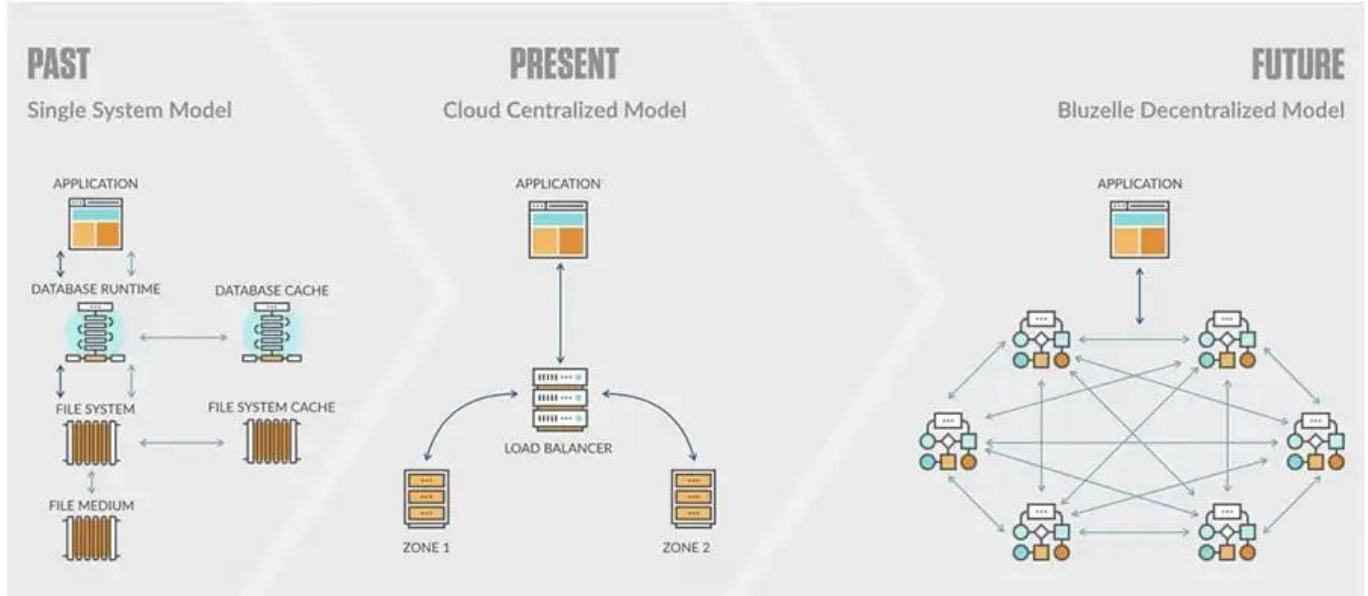 PAST
Single System Model
APPLICATION
DATABASE RUNTIME
DATABASE CACHE
FILE SYSTEM
FILE SYSTEM CACHE
FILE MEDIUM
PRESENT
Cloud Centralized Model
APPLICATION
LOAD BALANCER
ZONE 1
ZONE 2
FUTURE
Bluzelle Decentralized Model
APPLICATION